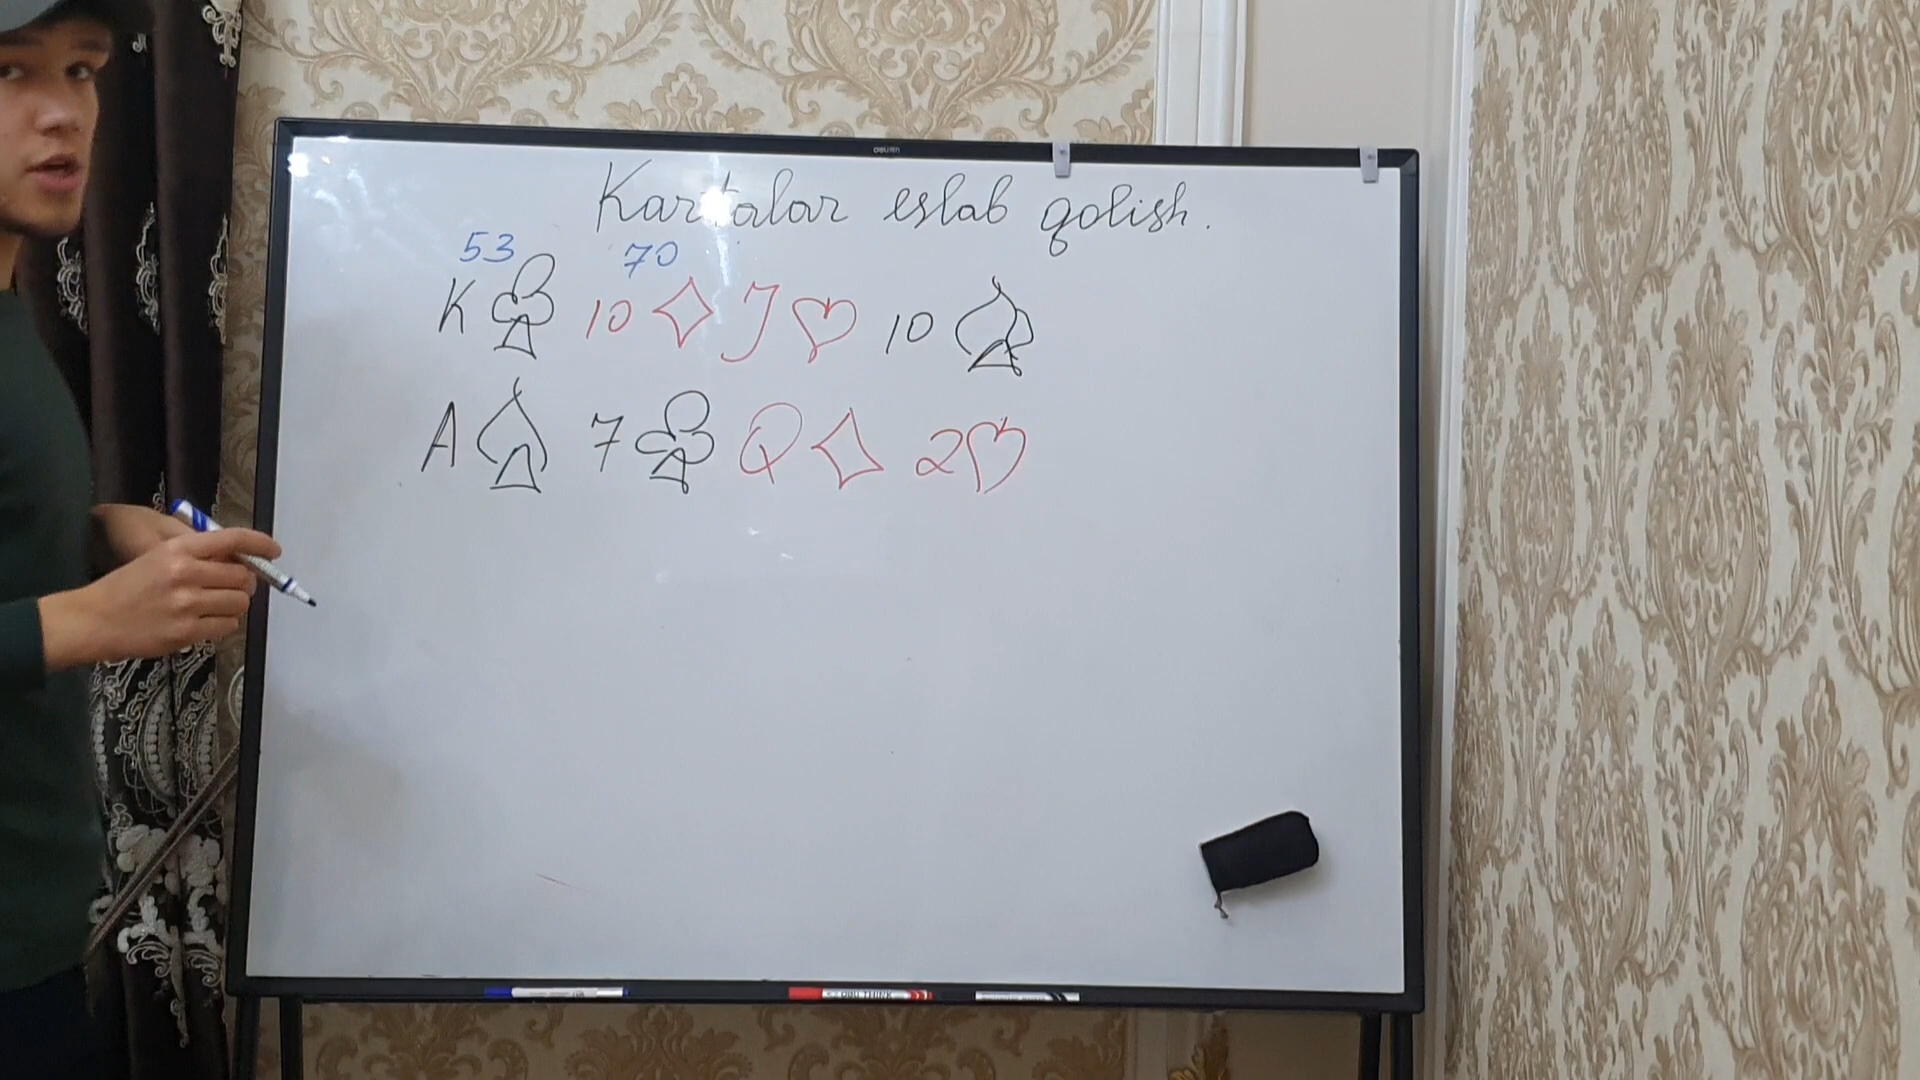 Kartalar eslab qolish.
53 70
K♣ 10♦ J♥ 10♠
A♠ 7♣ Q♦ 2♥